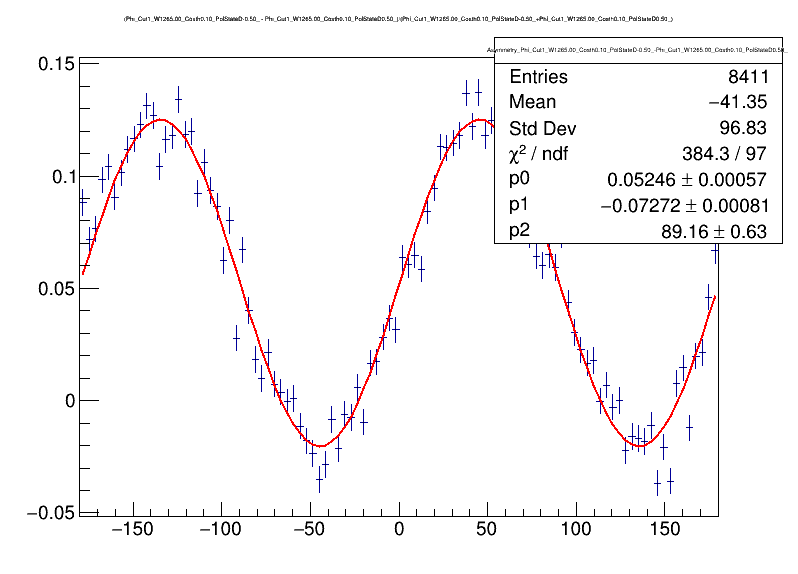 (Phi_Cut1_W1265.00_Costh0.10_PolStateD-0.50_ - Phi_Cut1_W1265.00_Costh0.10_PolStateD0.50_)/(Phi_Cut1_W1265.00_Costh0.10_PolStateD-0.50_+Phi_Cut1_W1265.00_Costh0.10_PolStateD0.50_)
Asymmetry_Phi_Cut1_W1265.00_Costh0.10_PolStateD-0.50_-Phi_Cut1_W1265.00_Costh0.10_PolStateD0.50_
Entries 8411
Mean −41.35
Std Dev 96.83
χ² / ndf 384.3 / 97
p0 0.05246 ± 0.00057
p1 −0.07272 ± 0.00081
p2 89.16 ± 0.63
0.15
0.1
0.05
0
−0.05
−150 −100 −50 0 50 100 150